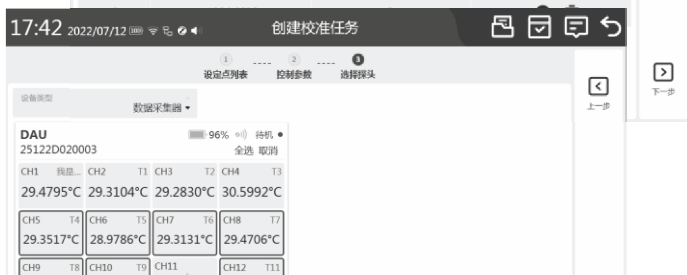 17:42 2022/07/12 创建校准任务
1 2 3
设定点列表 控制参数 选择探头
上一步
下一步
设备类型
数据采集器
DAU 96% 待机
25122D020003 全选 取消
CH1 我是... CH2 T1 CH3 T2 CH4 T3
29.4795°C 29.3104°C 29.2830°C 30.5992°C
CH5 T4 CH6 T5 CH7 T6 CH8 T7
29.3517°C 28.9786°C 29.3131°C 29.4706°C
CH9 T8 CH10 T9 CH11 CH12 T11